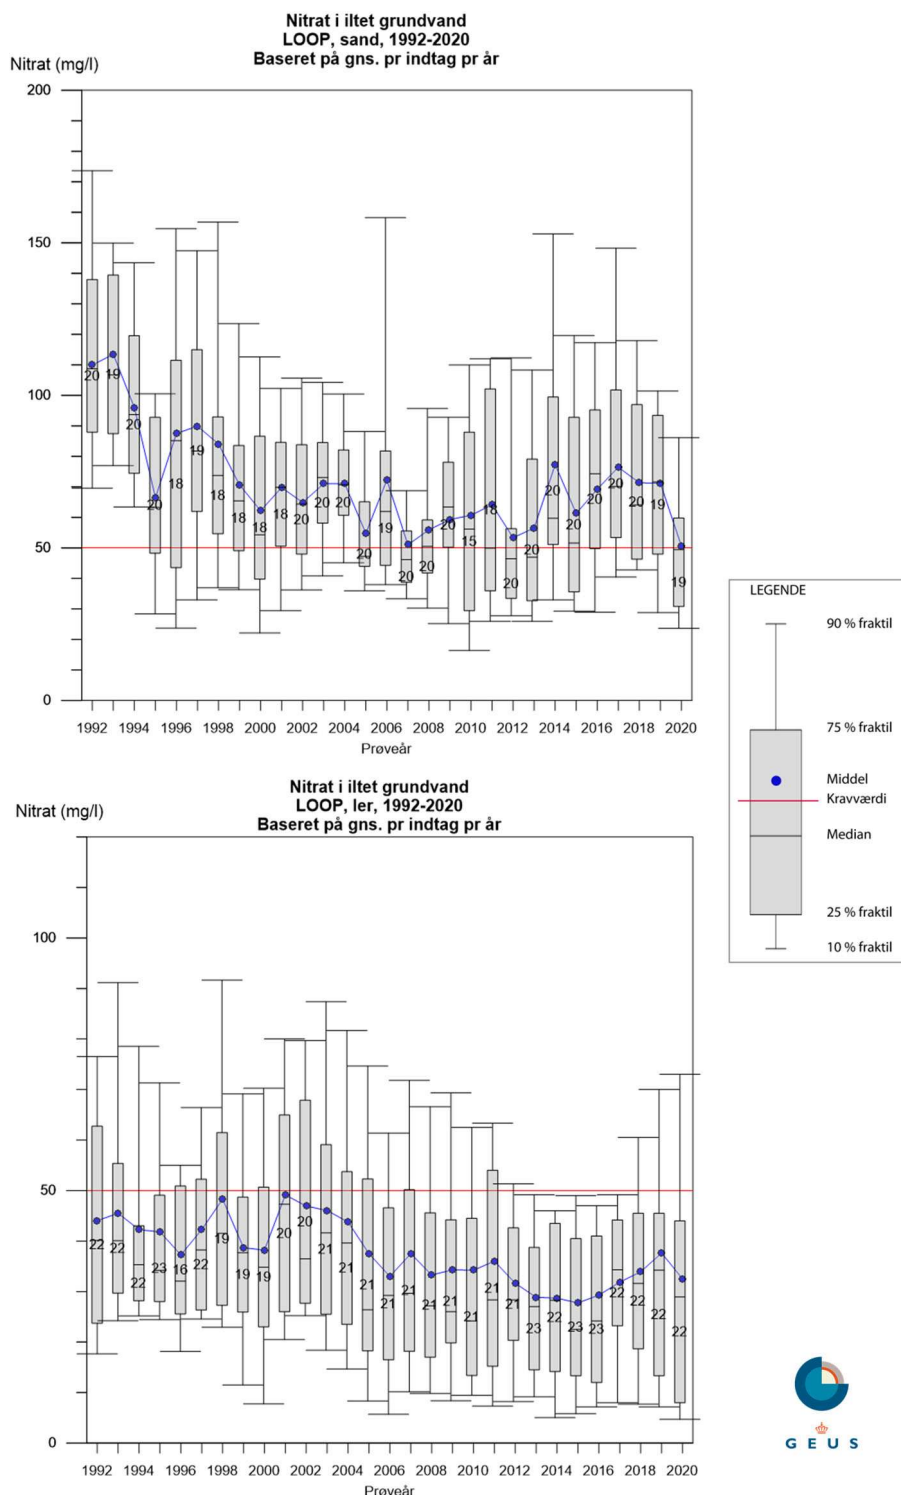 Nitrat i iltet grundvand
LOOP, sand, 1992-2020
Baseret på gns. pr indtag pr år
Nitrat (mg/l)
200
150
100
50
0
20 19 20 20 18 19 18 18 18 18 20 20 20 20 19 20 20 20 15 18 20 20 20 20 20 20 18 19 19
1992 1994 1996 1998 2000 2002 2004 2006 2008 2010 2012 2014 2016 2018 2020
Prøveår
LEGENDE
90 % fraktil
75 % fraktil
Middel
Kravværdi
Median
25 % fraktil
10 % fraktil
Nitrat i iltet grundvand
LOOP, ler, 1992-2020
Baseret på gns. pr indtag pr år
Nitrat (mg/l)
100
50
0
22 22 22 23 16 22 19 19 19 20 20 21 21 21 21 21 21 21 21 21 21 23 22 23 23 22 22 22 22
1992 1994 1996 1998 2000 2002 2004 2006 2008 2010 2012 2014 2016 2018 2020
Prøveår
G E U S